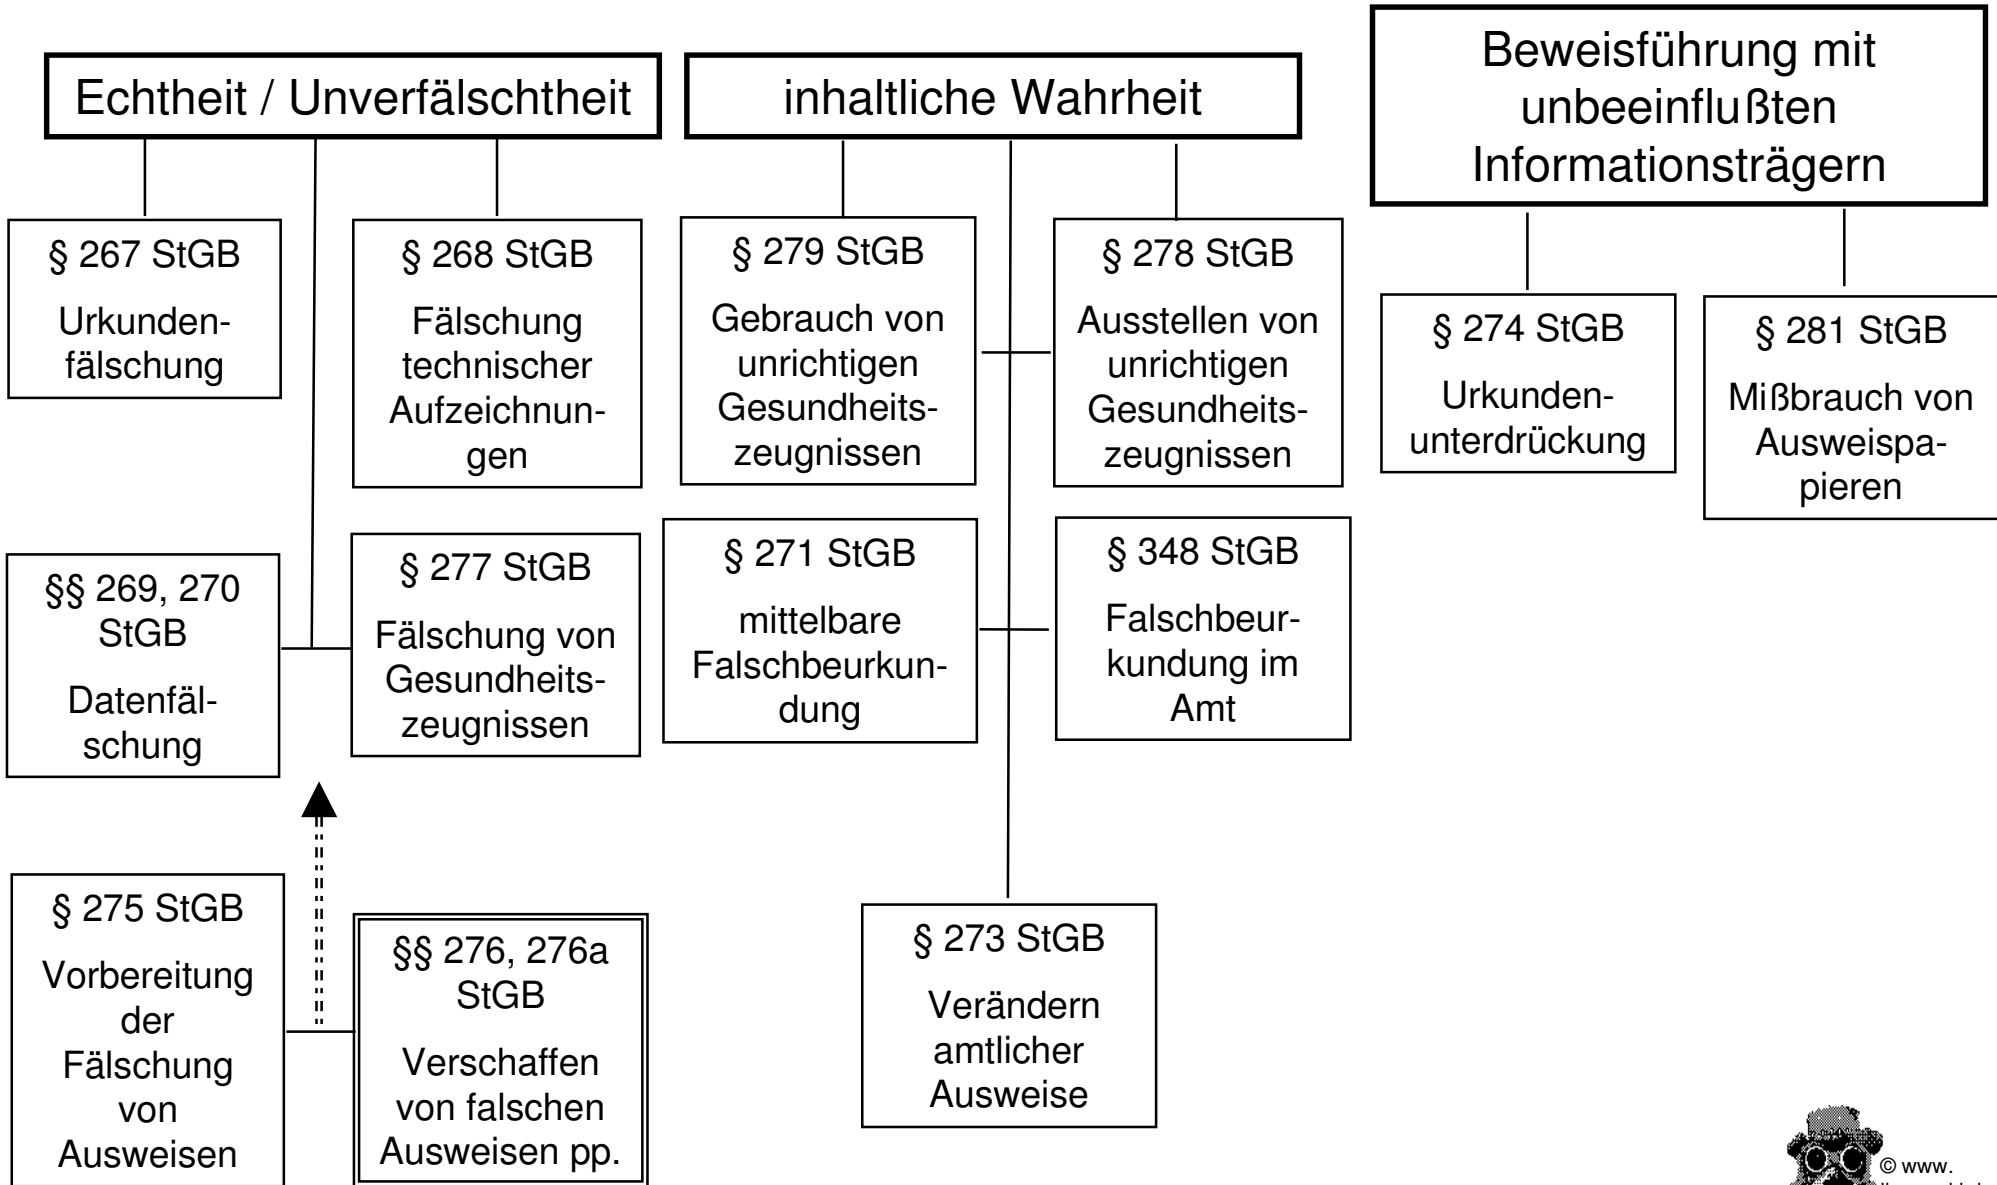 Echtheit / Unverfälschtheit
§ 267 StGB
Urkunden-
fälschung
§ 268 StGB
Fälschung
technischer
Aufzeichnun-
gen
§§ 269, 270
StGB
Datenfäl-
schung
§ 277 StGB
Fälschung von
Gesundheits-
zeugnissen
§ 275 StGB
Vorbereitung
der
Fälschung
von
Ausweisen
§§ 276, 276a
StGB
Verschaffen
von falschen
Ausweisen pp.
inhaltliche Wahrheit
§ 279 StGB
Gebrauch von
unrichtigen
Gesundheits-
zeugnissen
§ 278 StGB
Ausstellen von
unrichtigen
Gesundheits-
zeugnissen
§ 271 StGB
mittelbare
Falschbeurkun-
dung
§ 348 StGB
Falschbeur-
kundung im
Amt
§ 273 StGB
Verändern
amtlicher
Ausweise
Beweisführung mit
unbeeinflußten
Informationsträgern
§ 274 StGB
Urkunden-
unterdrückung
§ 281 StGB
Mißbrauch von
Ausweispa-
pieren
© www.